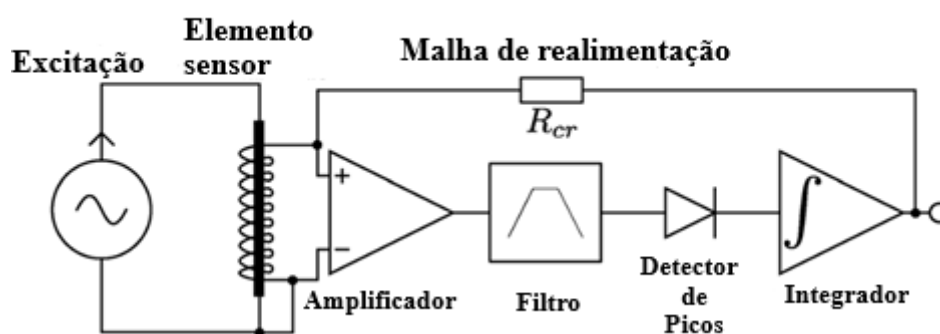 Elemento
sensor
Excitação
Malha de realimentação
R_cr
+
−
∫
Amplificador
Filtro
Detector
de
Picos
Integrador